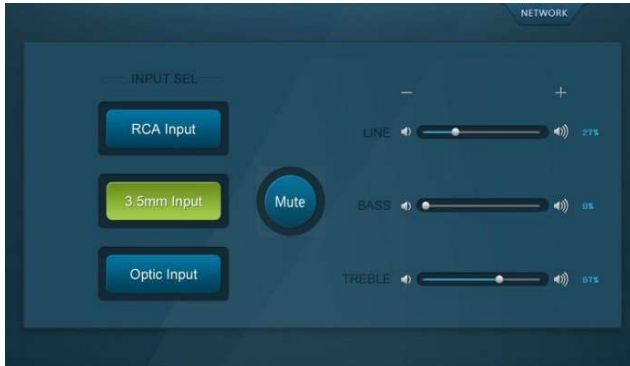 NETWORK
INPUT SEL
RCA Input
3.5mm Input
Optic Input
Mute
− +
LINE 27%
BASS 0%
TREBLE 67%